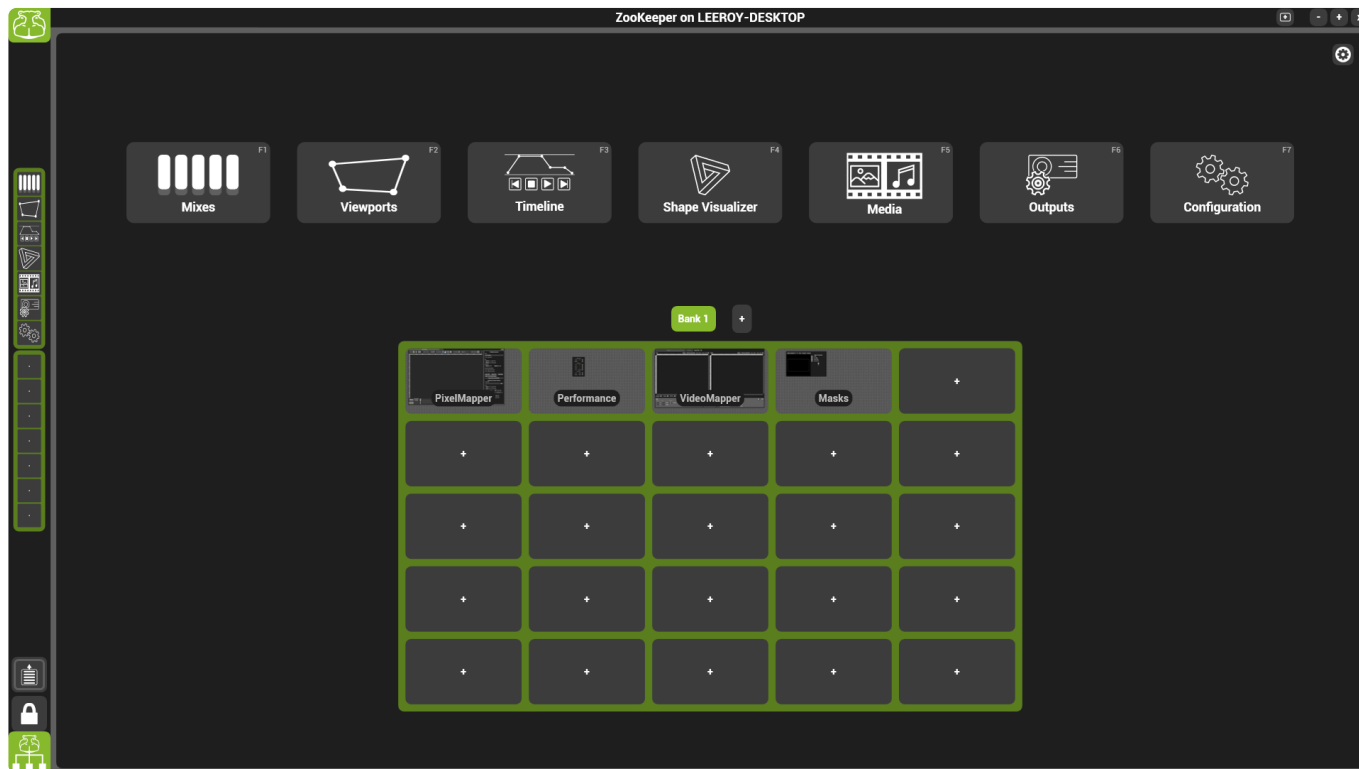 ZooKeeper on LEEROY-DESKTOP
- +
F1 F2 F3 F4 F5 F6 F7
Mixes Viewports Timeline Shape Visualizer Media Outputs Configuration
Bank 1 +
PixelMapper Performance VideoMapper Masks +
+ + + + +
+ + + + +
+ + + + +
+ + + + +